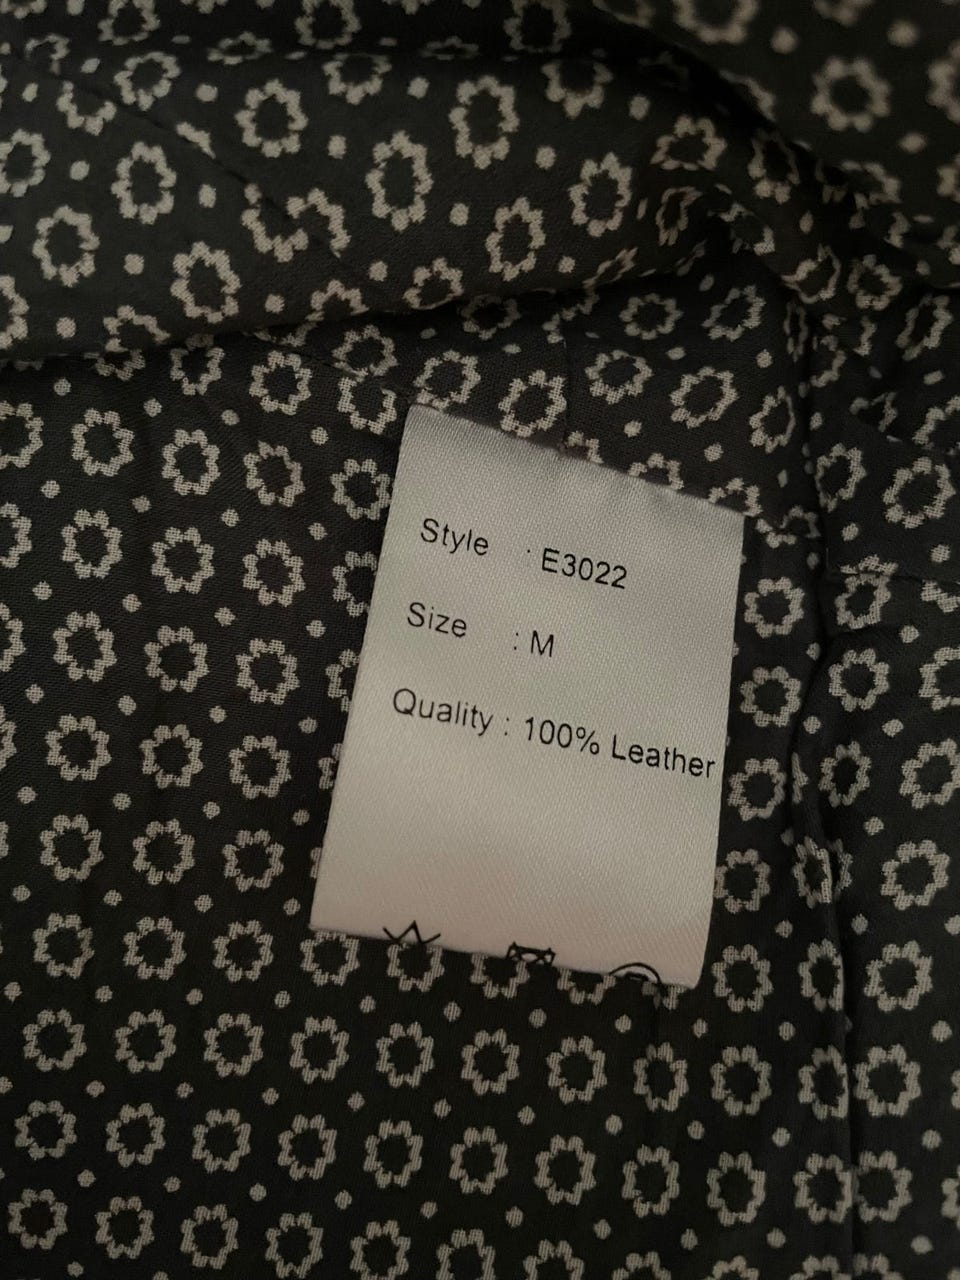 Style : E3022
Size : M
Quality : 100% Leather